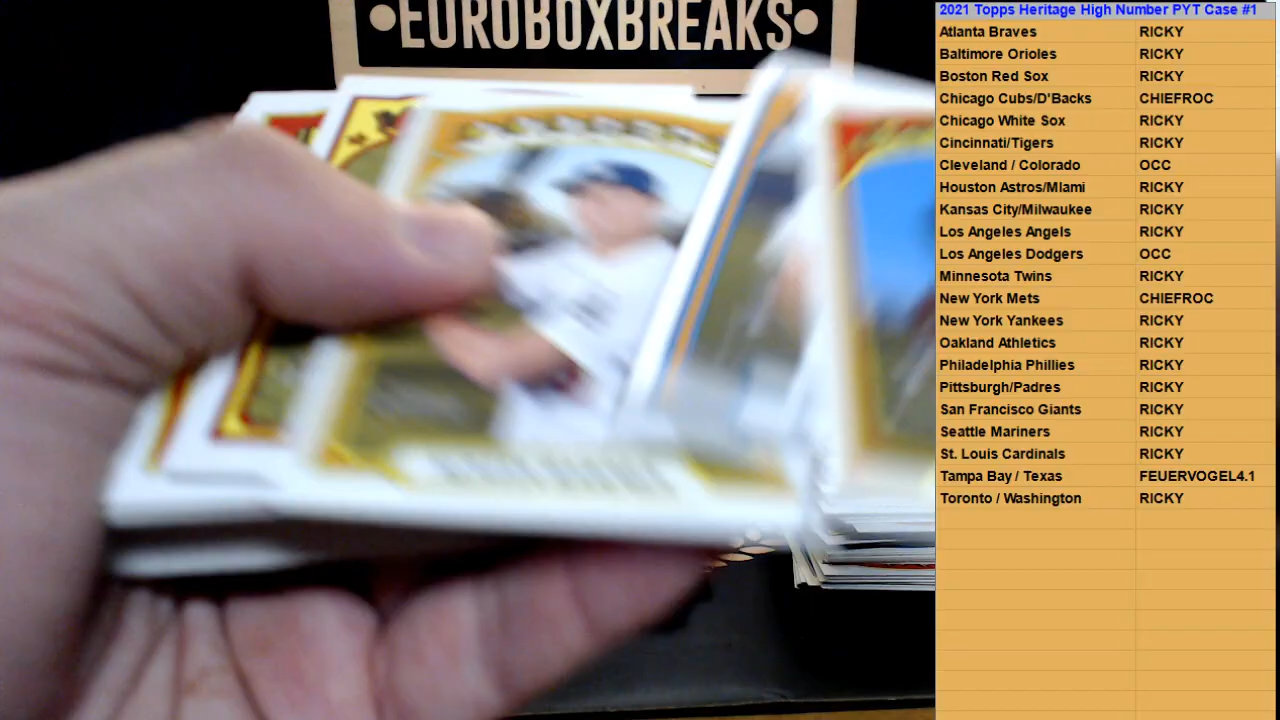 EUROBOXBREAKS
2021 Topps Heritage High Number PYT Case #1
Atlanta Braves RICKY
Baltimore Orioles RICKY
Boston Red Sox RICKY
Chicago Cubs/D'Backs CHIEFROC
Chicago White Sox RICKY
Cincinnati/Tigers RICKY
Cleveland / Colorado OCC
Houston Astros/Miami RICKY
Kansas City/Milwaukee RICKY
Los Angeles Angels RICKY
Los Angeles Dodgers OCC
Minnesota Twins RICKY
New York Mets CHIEFROC
New York Yankees RICKY
Oakland Athletics RICKY
Philadelphia Phillies RICKY
Pittsburgh/Padres RICKY
San Francisco Giants RICKY
Seattle Mariners RICKY
St. Louis Cardinals RICKY
Tampa Bay / Texas FEUERVOGEL4.1
Toronto / Washington RICKY